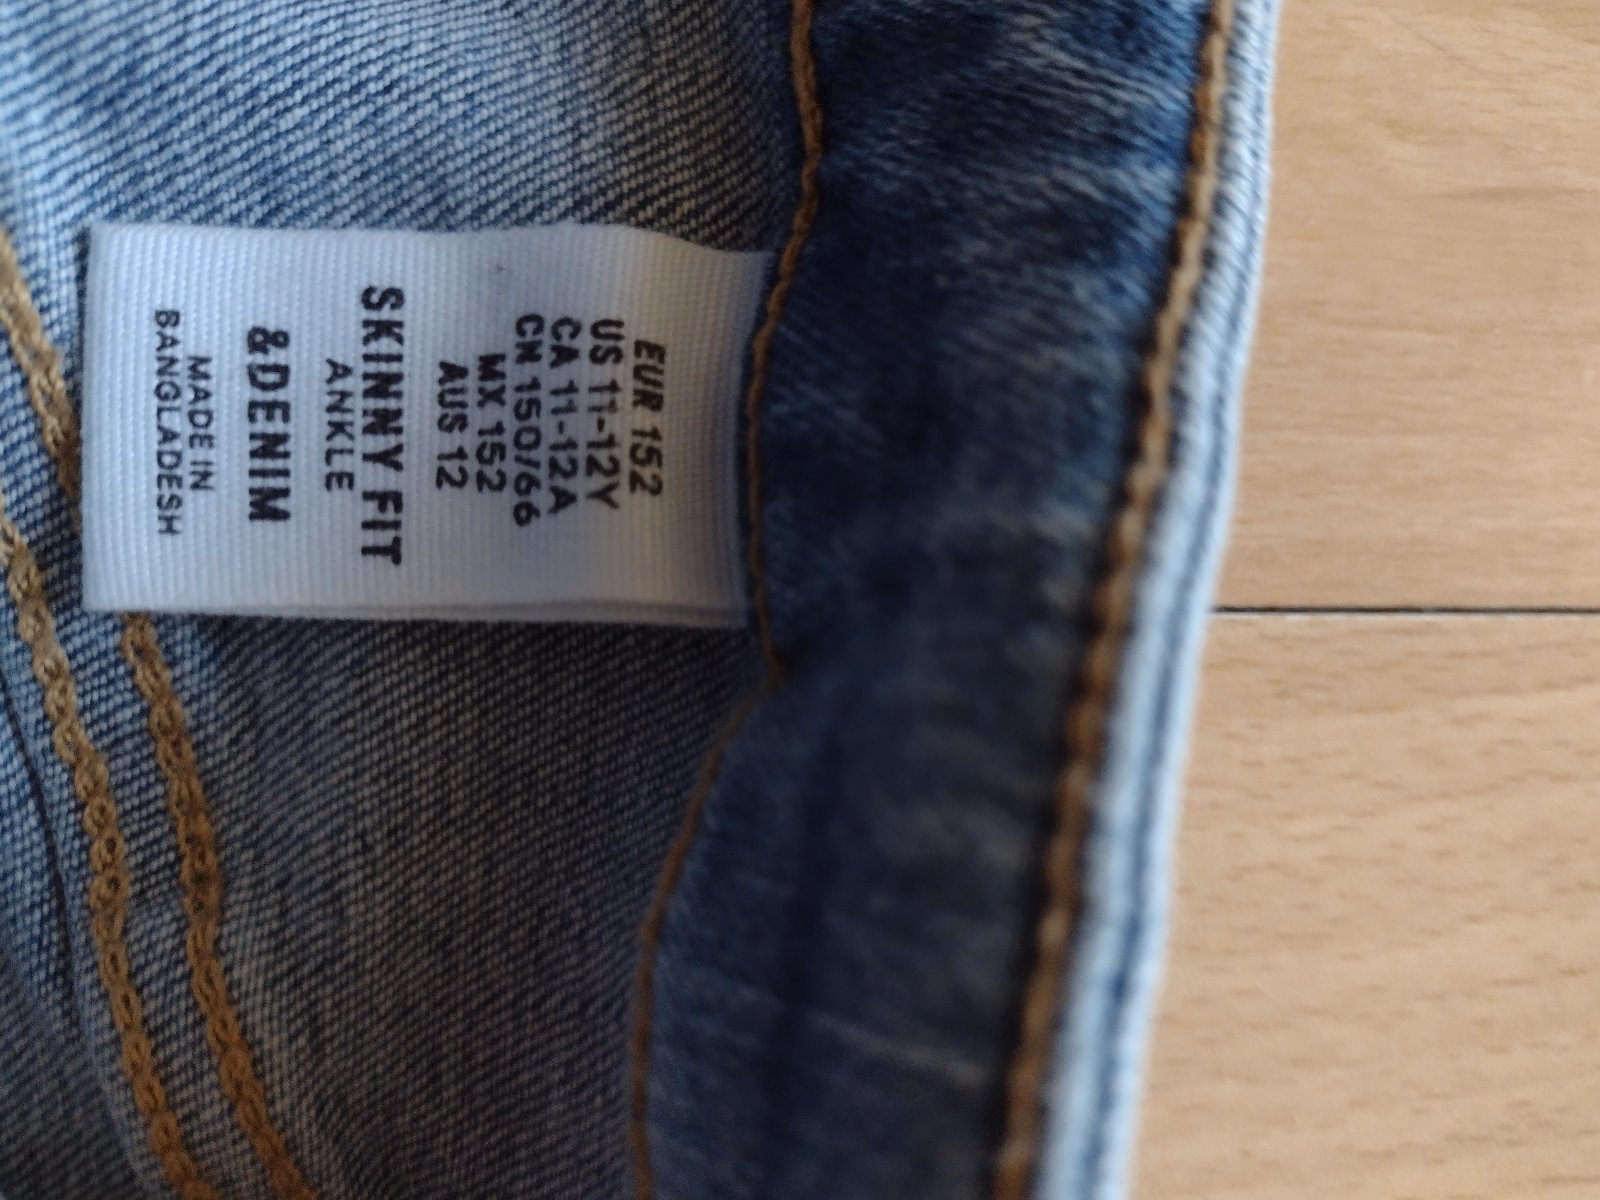 EUR 152
US 11-12Y
CA 11-12A
CN 150/66
MX 152
AUS 12
SKINNY FIT
ANKLE
&DENIM
MADE IN
BANGLADESH